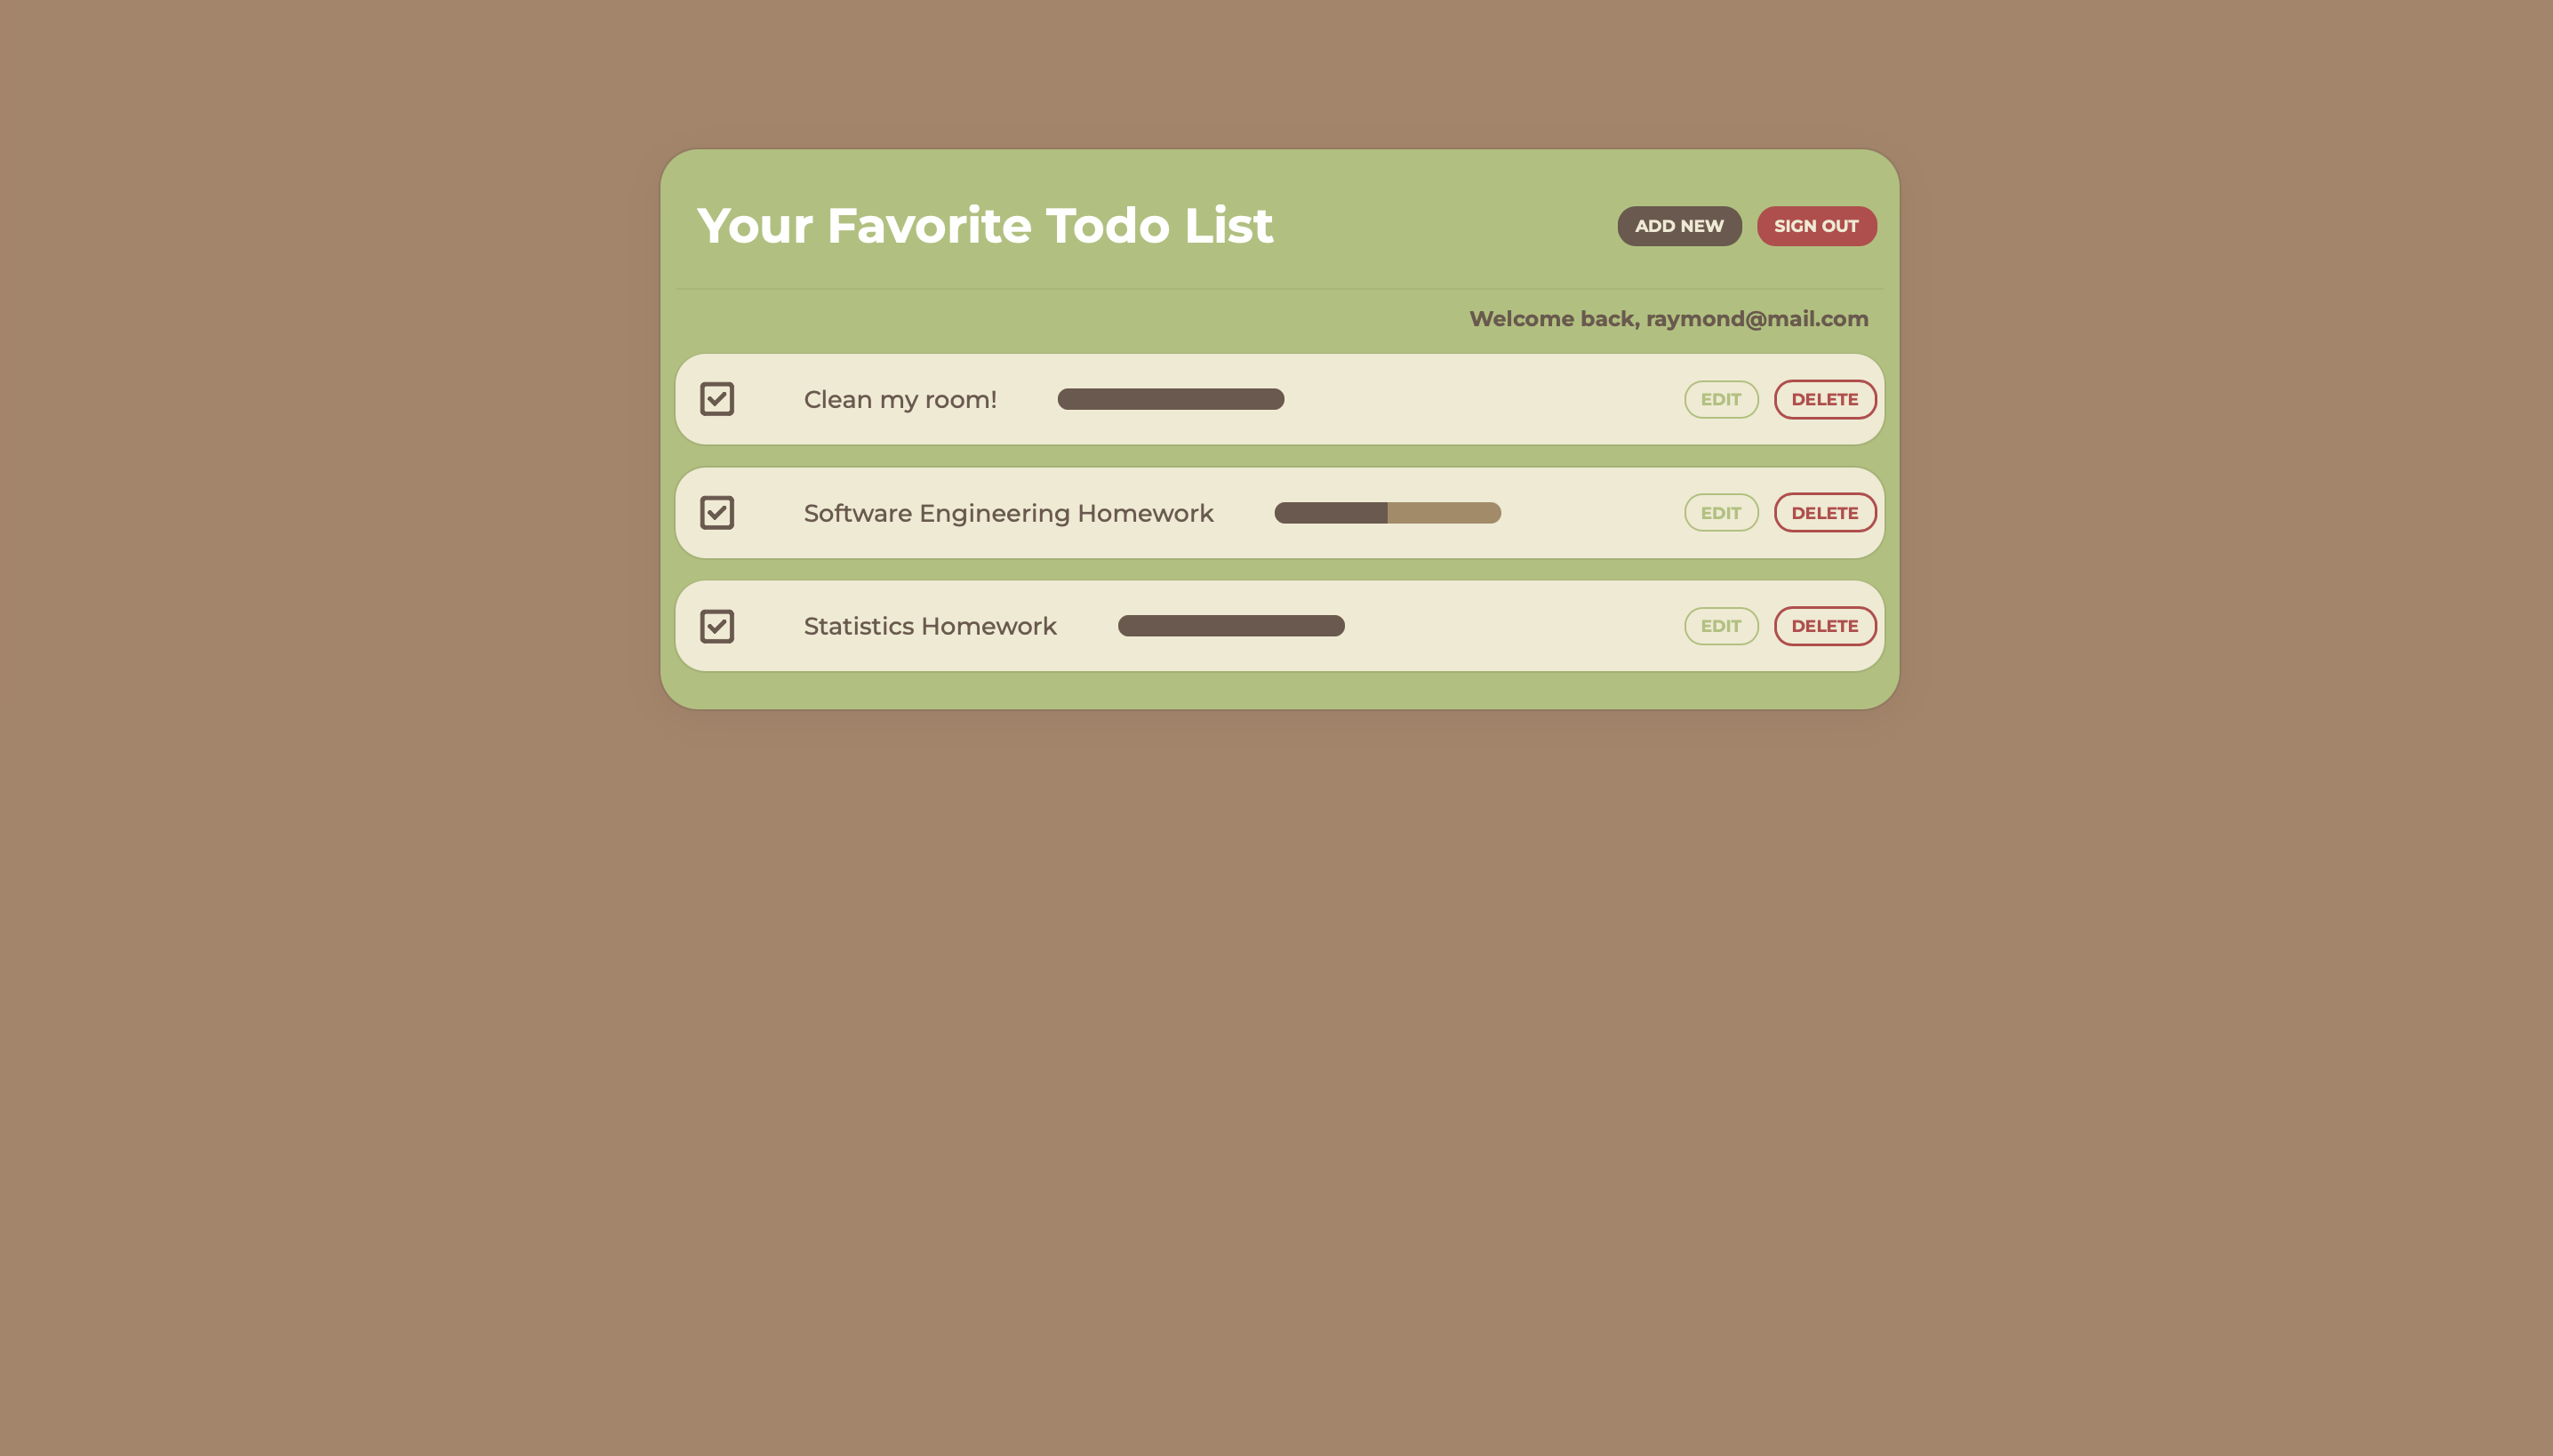 Your Favorite Todo List
ADD NEW
SIGN OUT
Welcome back, raymond@mail.com
Clean my room!
EDIT
DELETE
Software Engineering Homework
EDIT
DELETE
Statistics Homework
EDIT
DELETE